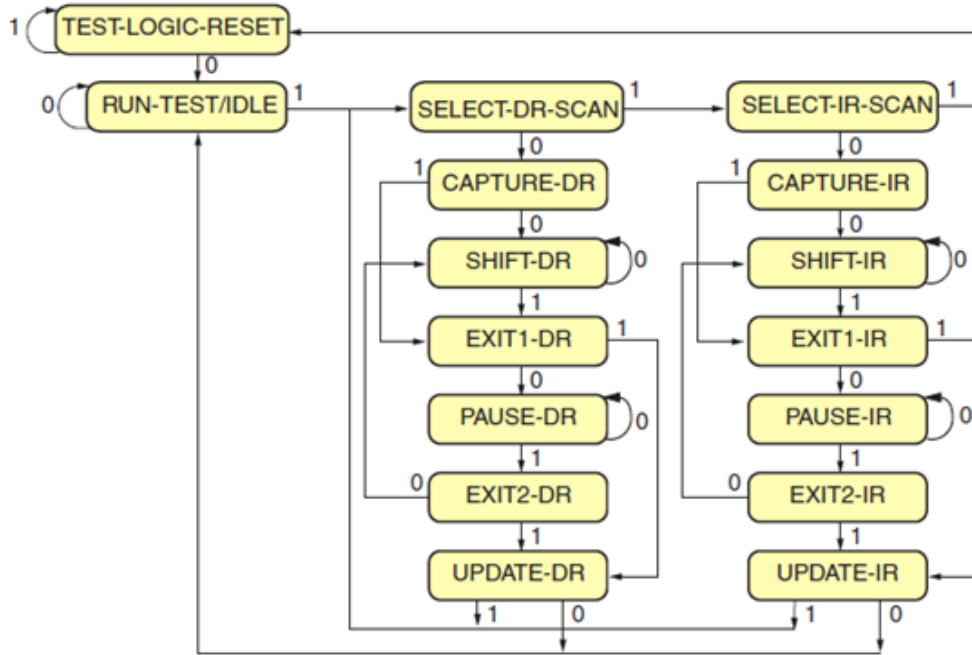 1
TEST-LOGIC-RESET
0
0
RUN-TEST/IDLE
1
SELECT-DR-SCAN
1
SELECT-IR-SCAN
1
0
0
1
CAPTURE-DR
1
CAPTURE-IR
0
0
SHIFT-DR
0
SHIFT-IR
0
1
1
EXIT1-DR
1
EXIT1-IR
1
0
0
PAUSE-DR
0
PAUSE-IR
0
1
1
0
EXIT2-DR
0
EXIT2-IR
1
1
UPDATE-DR
UPDATE-IR
1
0
1
0